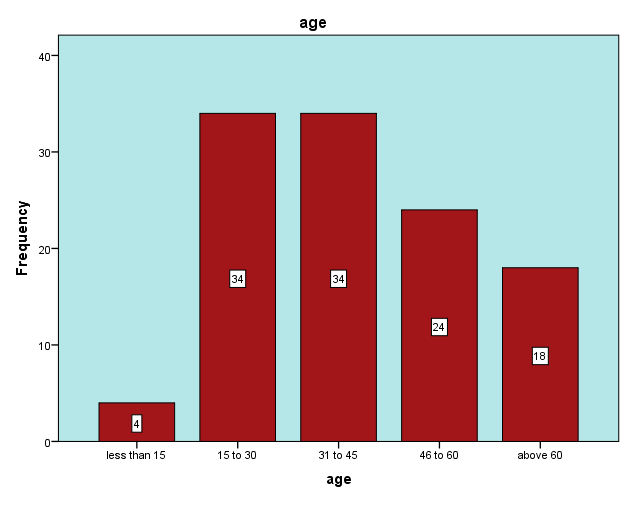 age
Frequency
40
30
20
10
0
4
34
34
24
18
less than 15
15 to 30
31 to 45
46 to 60
above 60
age